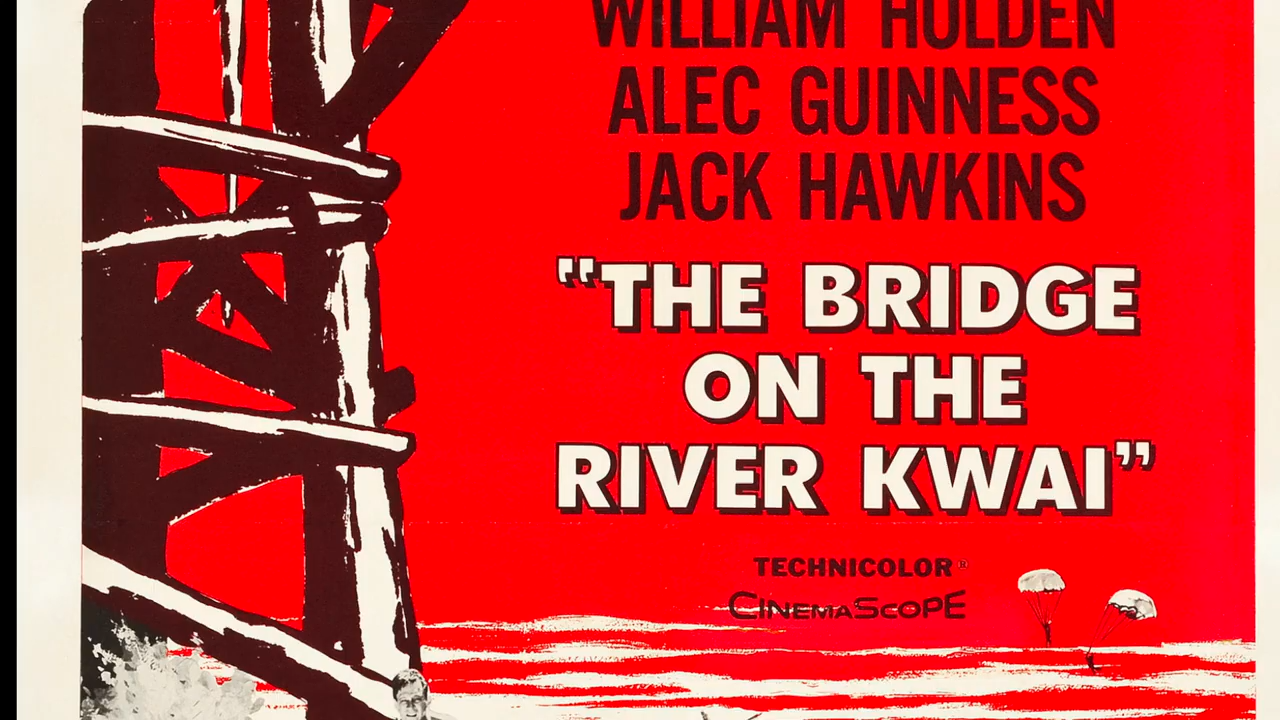 WILLIAM HOLDEN
ALEC GUINNESS
JACK HAWKINS
"THE BRIDGE
ON THE
RIVER KWAI"
TECHNICOLOR®
CINEMASCOPE